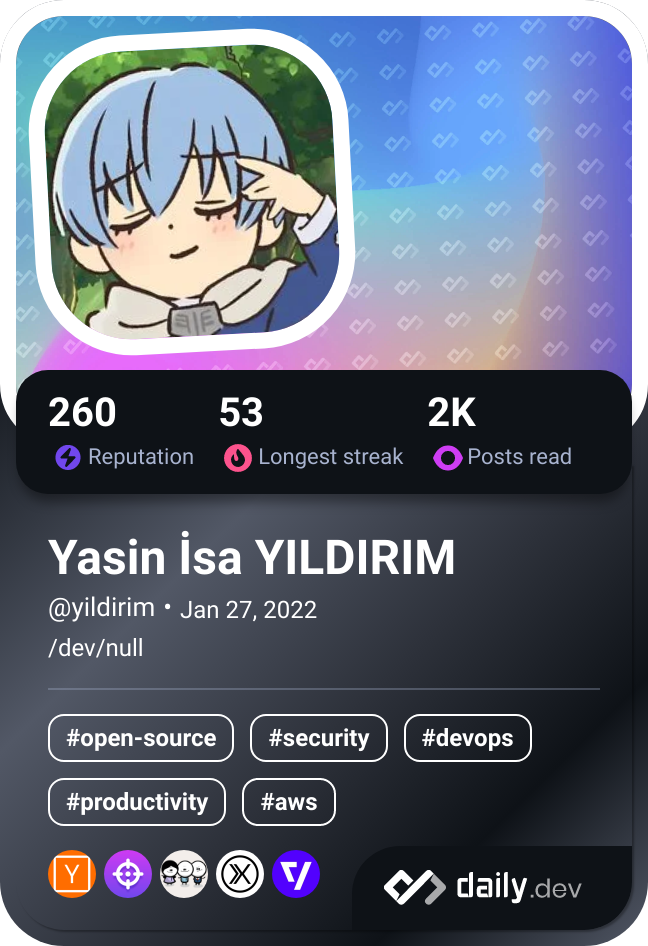 260 53 2K
Reputation Longest streak Posts read
Yasin İsa YILDIRIM
@yildirim • Jan 27, 2022
/dev/null
#open-source #security #devops
#productivity #aws
Y
daily.dev